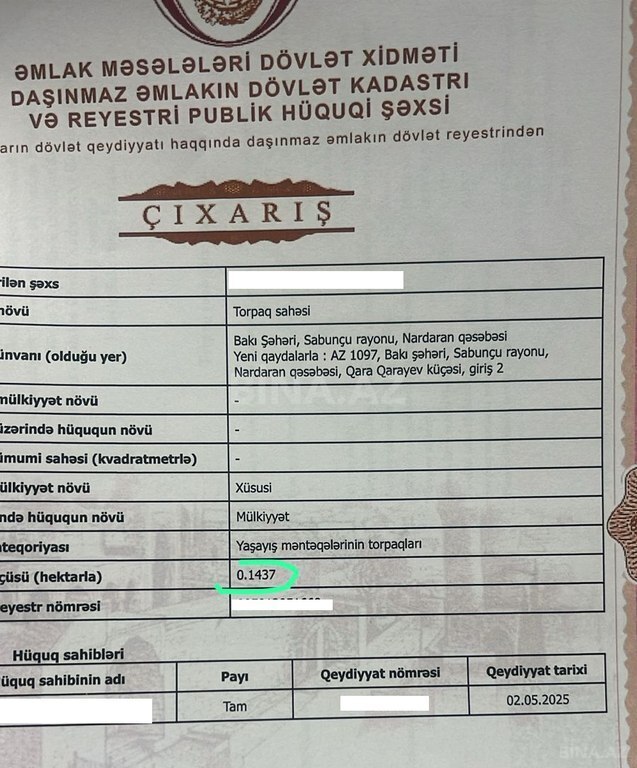 ƏMLAK MƏSƏLƏLƏRİ DÖVLƏT XİDMƏTİ
DAŞINMAZ ƏMLAKIN DÖVLƏT KADASTRI
VƏ REYESTRİ PUBLİK HÜQUQİ ŞƏXSİ
arın dövlət qeydiyyatı haqqında daşınmaz əmlakın dövlət reyestrindən
ÇIXARIŞ
rilən şəxs
növü Torpaq sahəsi
ünvanı (olduğu yer) Bakı Şəhəri, Sabunçu rayonu, Nardaran qəsəbəsi
Yeni qaydalarla : AZ 1097, Bakı şəhəri, Sabunçu rayonu,
Nardaran qəsəbəsi, Qara Qarayev küçəsi, giriş 2
mülkiyyət növü -
üzərində hüququn növü -
ümumi sahəsi (kvadratmetrlə) -
ülkiyyət növü Xüsusi
ndə hüququn növü Mülkiyyət
ateqoriyası Yaşayış məntəqələrinin torpaqları
çüsü (hektarla) 0.1437
eyestr nömrəsi
Hüquq sahibləri
üquq sahibinin adı Payı Qeydiyyat nömrəsi Qeydiyyat tarixi
Tam 02.05.2025
BINA.AZ
BINA.AZ